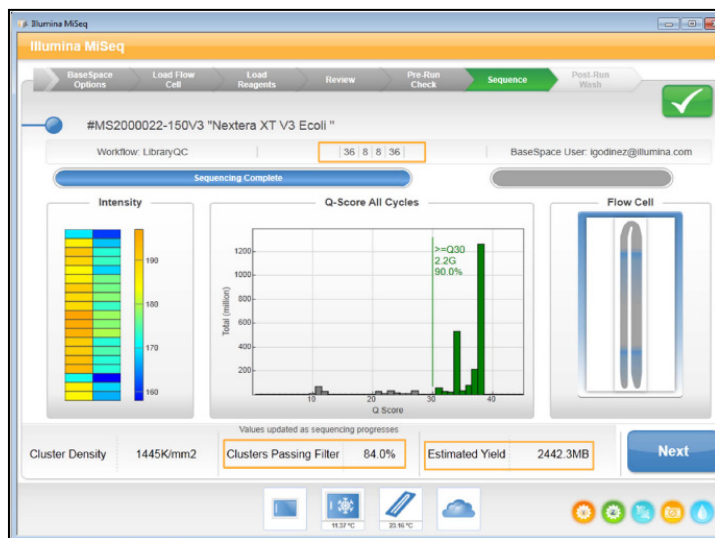 Illumina MiSeq
Illumina MiSeq
BaseSpace Options
Load Flow Cell
Load Reagents
Review
Pre-Run Check
Sequence
Post-Run Wash
#MS2000022-150V3 "Nextera XT V3 Ecoli "
Workflow: LibraryQC
36 | 8 | 8 | 36
BaseSpace User: igodinez@illumina.com
Sequencing Complete
Intensity
190
180
170
160
Q-Score All Cycles
Total (million)
1200
1000
800
600
400
200
>=Q30
2.2G
90.0%
10 20 30 40
Q Score
Flow Cell
Values updated as sequencing progresses
Cluster Density 1445K/mm2
Clusters Passing Filter 84.0%
Estimated Yield 2442.3MB
Next
11.37 °C
20.16 °C